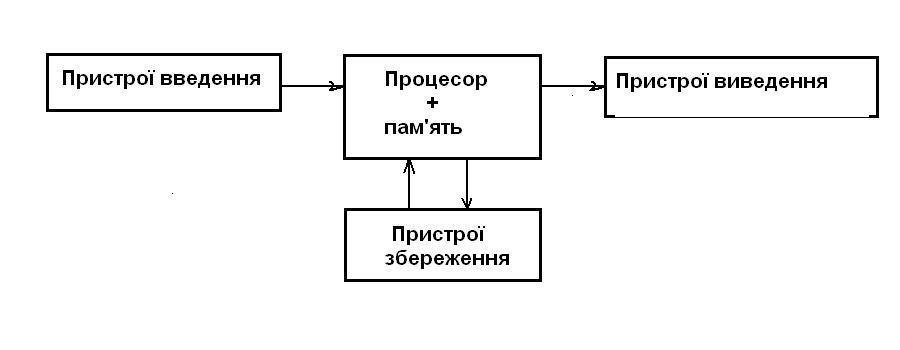 Пристрої введення
Процесор
+
пам'ять
Пристрої виведення
Пристрої
збереження